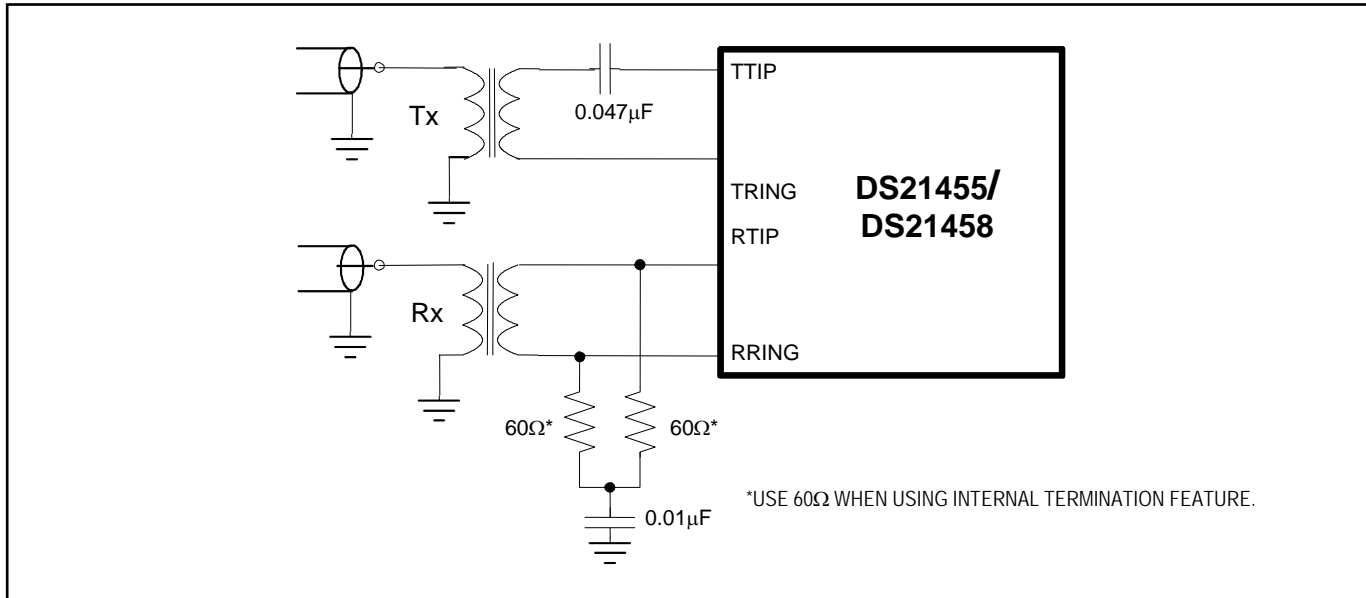 TTIP
0.047μF
Tx
TRING
DS21455/
DS21458
RTIP
Rx
RRING
60Ω*
60Ω*
*USE 60Ω WHEN USING INTERNAL TERMINATION FEATURE.
0.01μF